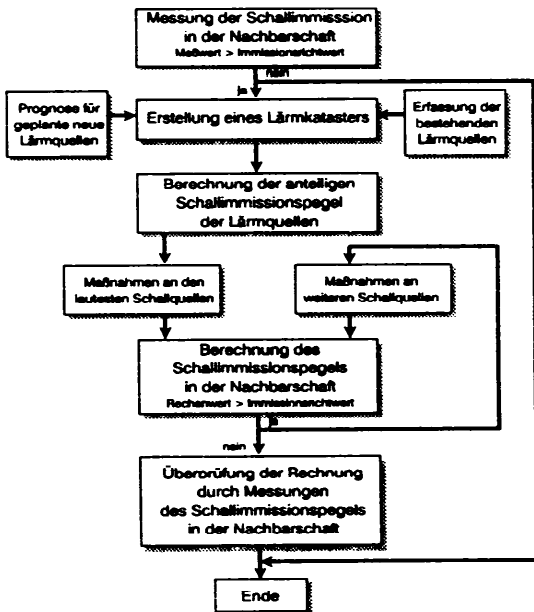 Messung der Schallimmisssion
in der Nachbarschaft
Meßwert > Immissionsrichtwert
nein
ja
Prognose für
geplante neue
Lärmquellen
Erstellung eines Lärmkatasters
Erfassung der
bestehenden
Lärmquellen
Berechnung der anteiligen
Schallimmissionspegel
der Lärmquellen
Maßnahmen an den
lautesten Schallquellen
Maßnahmen an
weiteren Schallquellen
Berechnung des
Schallimmissionspegels
in der Nachbarschaft
Rechenwert > Immissionsrichtwert
ja
nein
Überprüfung der Rechnung
durch Messungen
des Schallimmissionspegels
in der Nachbarschaft
Ende